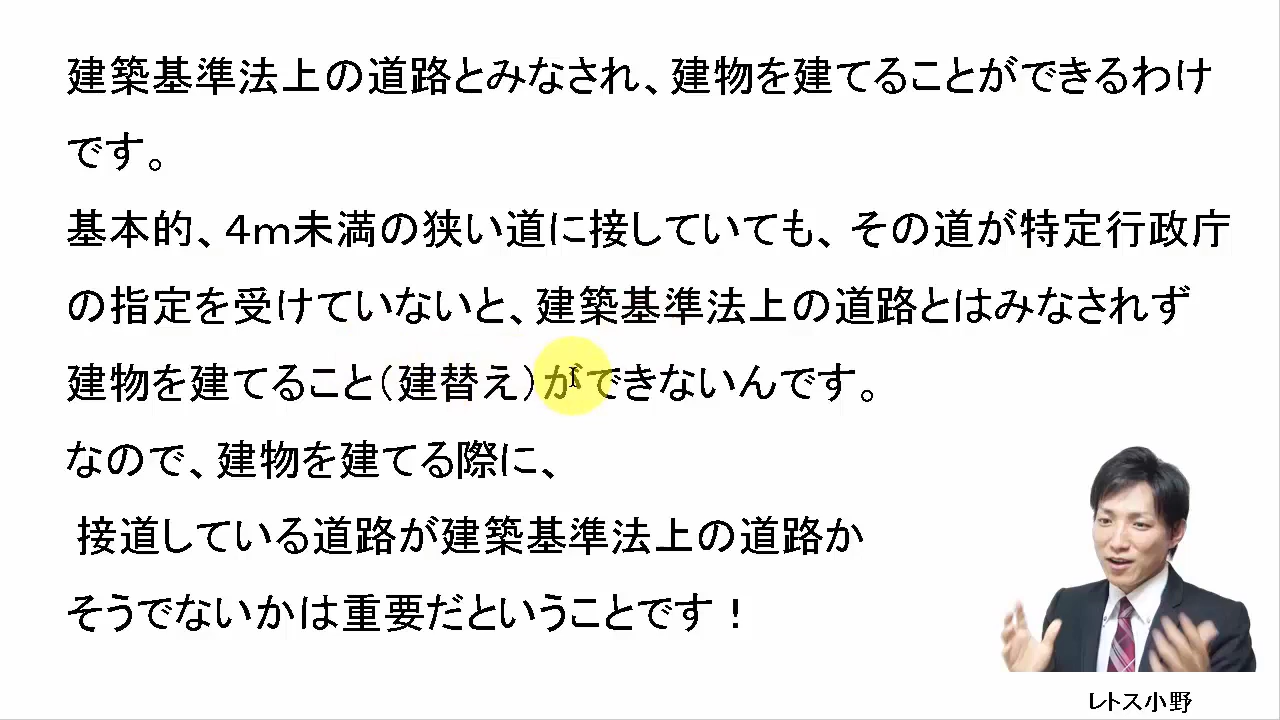 建築基準法上の道路とみなされ、建物を建てることができるわけ
です。
基本的、4m未満の狭い道に接していても、その道が特定行政庁
の指定を受けていないと、建築基準法上の道路とはみなされず
建物を建てること(建替え)ができないんです。
なので、建物を建てる際に、
接道している道路が建築基準法上の道路か
そうでないかは重要だということです！
レトス小野